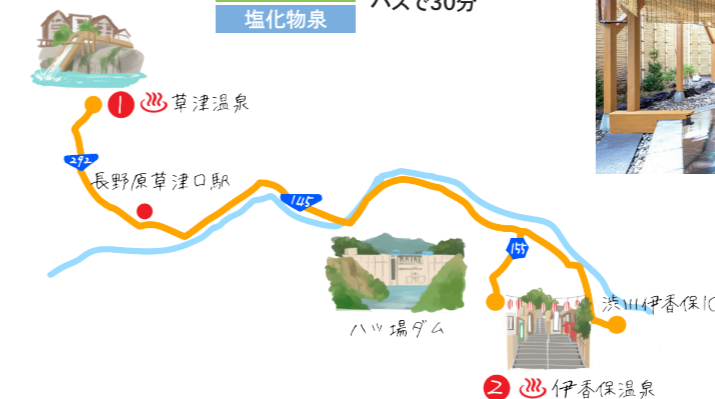 バスで30分
塩化物泉
1 草津温泉
292
長野原草津口駅
145
155
渋川伊香保IC
八ッ場ダム
2 伊香保温泉